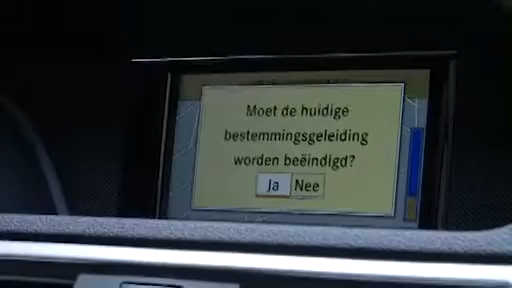 Moet de huidige
bestemmingsgeleiding
worden beëindigd?
Ja Nee